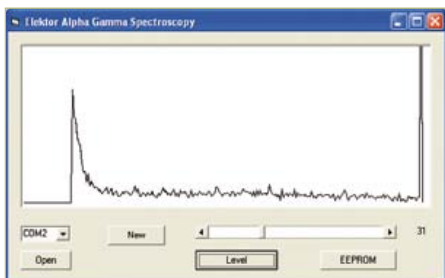 Elektor Alpha Gamma Spectroscopy
COM2 New 31
Open Level EEPROM